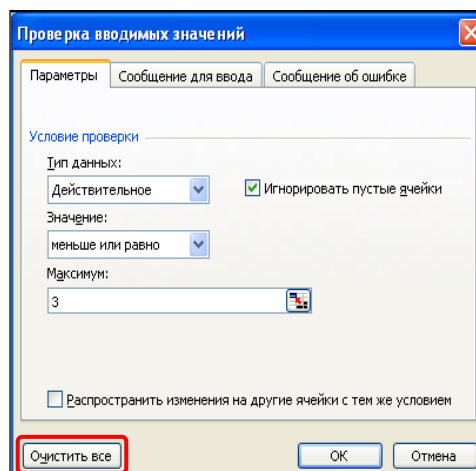 Проверка вводимых значений
Параметры
Сообщение для ввода
Сообщение об ошибке
Условие проверки
Тип данных:
Действительное
Игнорировать пустые ячейки
Значение:
меньше или равно
Максимум:
3
Распространить изменения на другие ячейки с тем же условием
Очистить все
ОК
Отмена